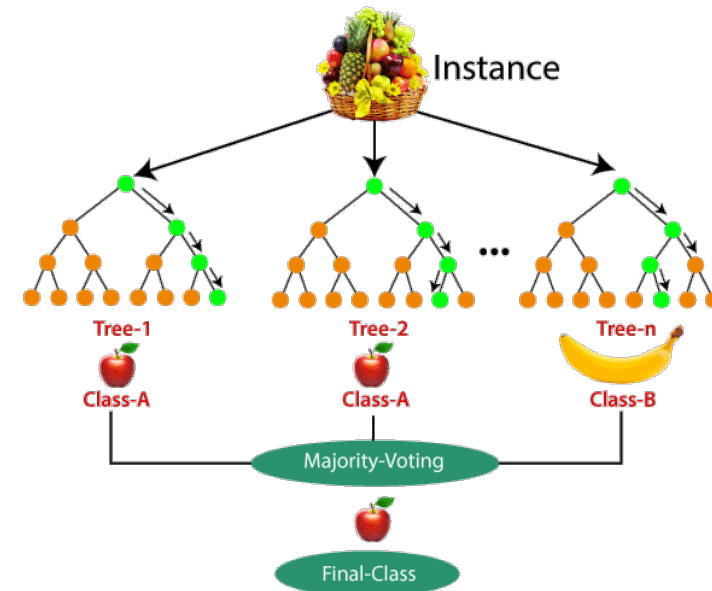 Instance
Tree-1
Tree-2
Tree-n
Class-A
Class-A
Class-B
Majority-Voting
Final-Class